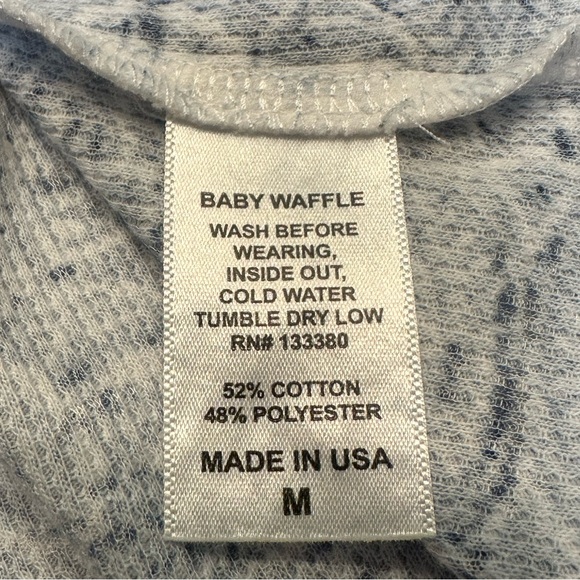 BABY WAFFLE
WASH BEFORE
WEARING,
INSIDE OUT,
COLD WATER
TUMBLE DRY LOW
RN# 133380
52% COTTON
48% POLYESTER
MADE IN USA
M